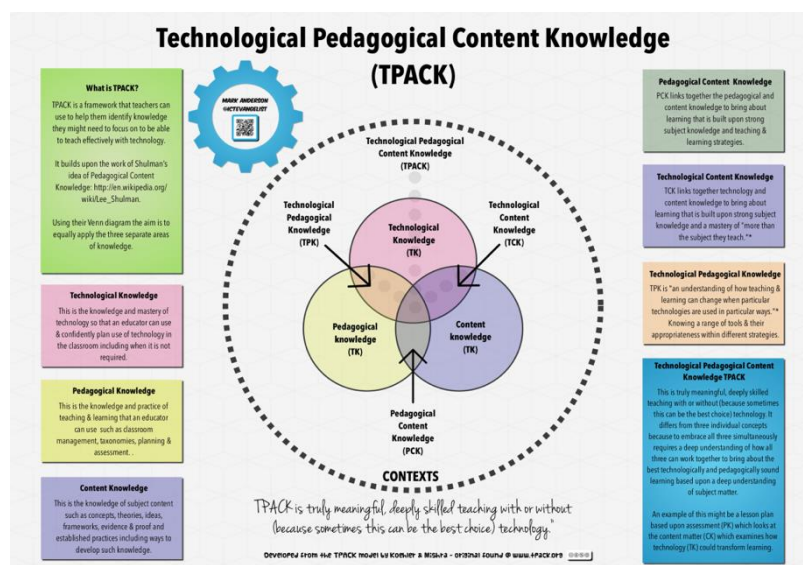 Technological Pedagogical Content Knowledge
(TPACK)
What is TPACK?
TPACK is a framework that teachers can
use to help them identify knowledge
they might need to focus on to be able
to teach effectively with technology.
It builds upon the work of Shulman's
idea of Pedagogical Content
Knowledge: http://en.wikipedia.org/
wiki/Lee_Shulman.
Using their Venn diagram the aim is to
equally apply the three separate areas
of knowledge.
Technological Knowledge
This is the knowledge and mastery of
technology so that an educator can use
& confidently plan use of technology in
the classroom including when it is not
required.
Pedagogical Knowledge
This is the knowledge and practice of
teaching & learning that an educator
can use such as classroom
management, taxonomies, planning &
assessment. .
Content Knowledge
This is the knowledge of subject content
such as concepts, theories, ideas,
frameworks, evidence & proof and
established practices including ways to
develop such knowledge.
MARK ANDERSON
@ICTEVANGELIST
Technological Pedagogical
Content Knowledge
(TPACK)
Technological
Pedagogical
Knowledge
(TPK)
Technological
Content
Knowledge
(TCK)
Technological
Knowledge
(TK)
Pedagogical
knowledge
(TK)
Content
knowledge
(TK)
Pedagogical
Content
Knowledge
(PCK)
CONTEXTS
TPACK is truly meaningful, deeply skilled teaching with or without
(because sometimes this can be the best choice) technology."
Developed from the TPACK model by Koehler & Mishra - original found @ www.tpack.org
Pedagogical Content Knowledge
PCK links together the pedagogical and
content knowledge to bring about
learning that is built upon strong
subject knowledge and teaching &
learning strategies.
Technological Content Knowledge
TCK links together technology and
content knowledge to bring about
learning that is built upon strong subject
knowledge and a mastery of "more than
the subject they teach."*
Technological Pedagogical Knowledge
TPK is "an understanding of how teaching &
learning can change when particular
technologies are used in particular ways."*
Knowing a range of tools & their
appropriateness within different strategies.
Technological Pedagogical Content
Knowledge TPACK
This is truly meaningful, deeply skilled
teaching with or without (because sometimes
this can be the best choice) technology. It
differs from three individual concepts
because to embrace all three simultaneously
requires a deep understanding of how all
three can work together to bring about the
best technologically and pedagogically sound
learning based upon a deep understanding
of subject matter.
An example of this might be a lesson plan
based upon assessment (PK) which looks at
the content matter (CK) which examines how
technology (TK) could transform learning.